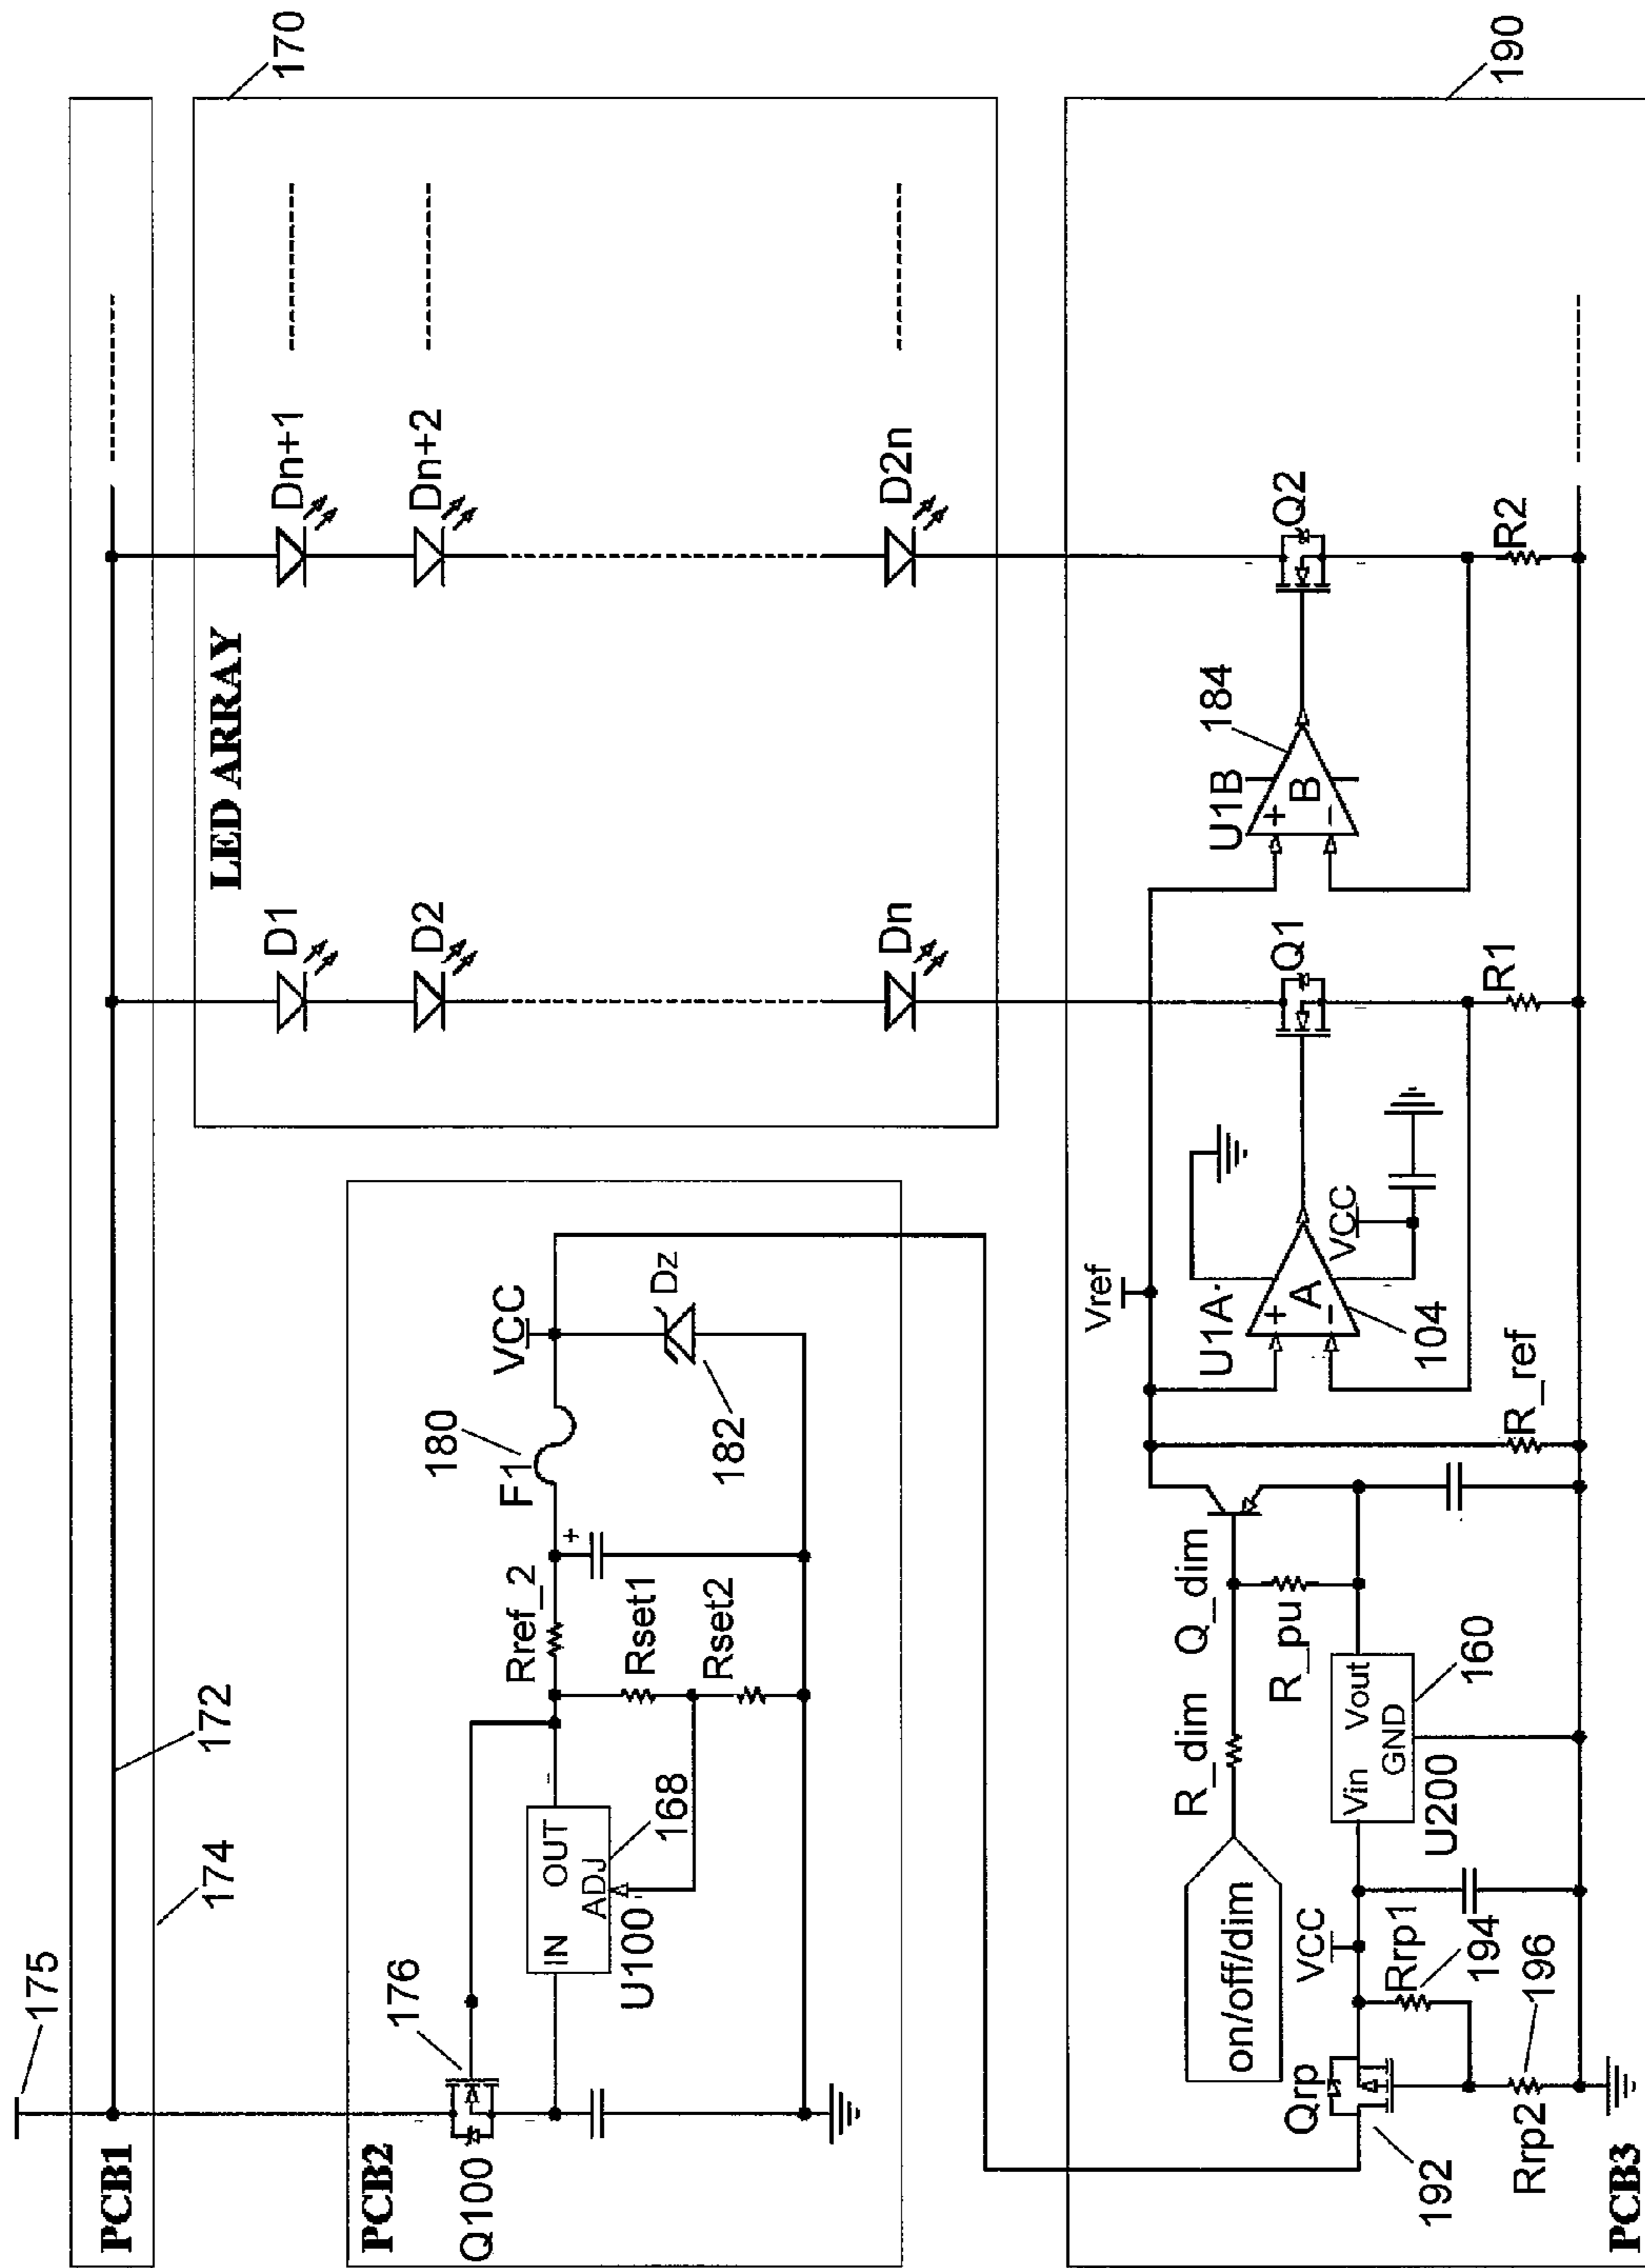 175
174
172
PCB1
170
LED ARRAY
D1
Dn+1
D2
Dn+2
Dn
D2n
PCB2
Q100
176
IN
OUT
ADJ
U100
168
Rref_2
Rset1
Rset2
+
F1
180
VCC
Dz
182
190
on/off/dim
R_dim
Q_dim
R_pu
Vref
U1A
+
A
−
104
VCC
Q1
U1B
+
B
−
184
Q2
Qrp
192
VCC
Rrp1
194
Rrp2
196
Vin
Vout
GND
U200
160
R_ref
R1
R2
PCB3